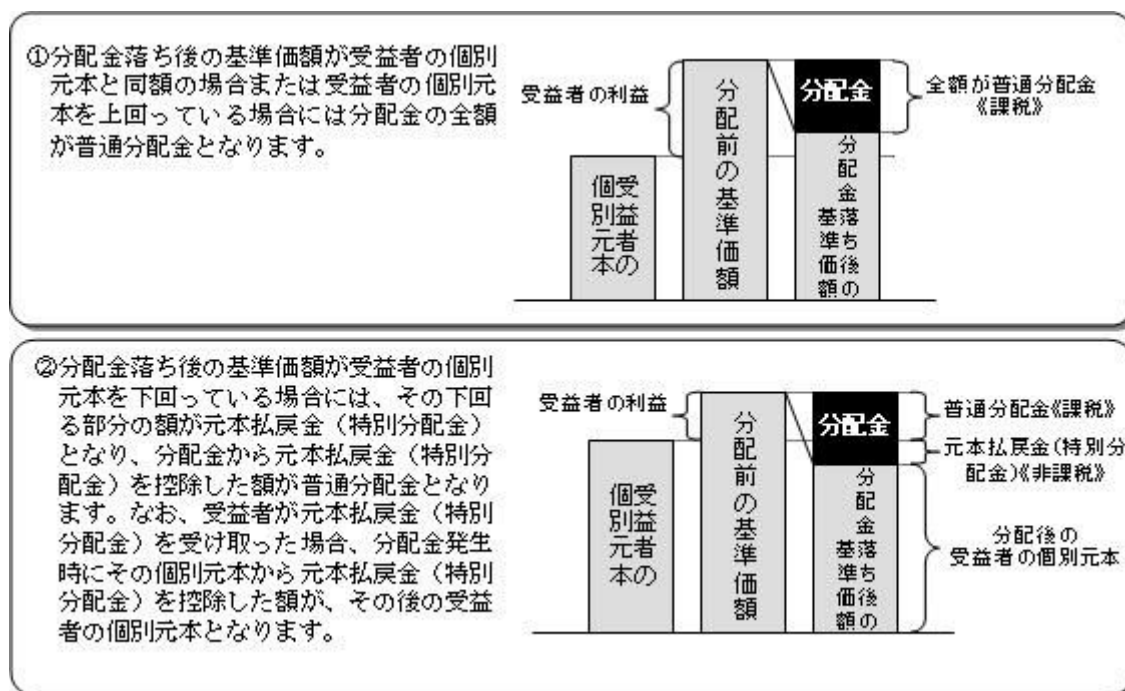 ①分配金落ち後の基準価額が受益者の個別
元本と同額の場合または受益者の個別元
本を上回っている場合には分配金の全額
が普通分配金となります。
受益者の利益
受益者の
個別元本
分配前の基準価額
分配金
分配金落ち後の
基準価額
全額が普通分配金
《課税》
②分配金落ち後の基準価額が受益者の個別
元本を下回っている場合には、その下回
る部分の額が元本払戻金（特別分配金）
となり、分配金から元本払戻金（特別分
配金）を控除した額が普通分配金となり
ます。なお、受益者が元本払戻金（特別
分配金）を受け取った場合、分配金発生
時にその個別元本から元本払戻金（特別
分配金）を控除した額が、その後の受益
者の個別元本となります。
受益者の利益
受益者の
個別元本
分配前の基準価額
分配金
分配金落ち後の
基準価額
普通分配金《課税》
元本払戻金(特別分
配金)《非課税》
分配後の
受益者の個別元本